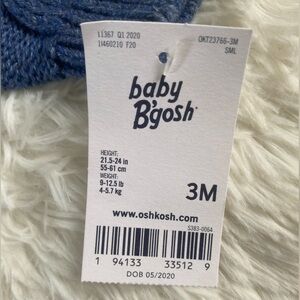 11367 Q1 2020
1I460210 F20
OKT23766-3M
SML
baby
B'gosh
HEIGHT:
21.5-24 in
55-61 cm
WEIGHT:
9-12.5 lb
4-5.7 kg
3M
www.oshkosh.com
5383-0064
1 94133 33512 9
DOB 05/2020